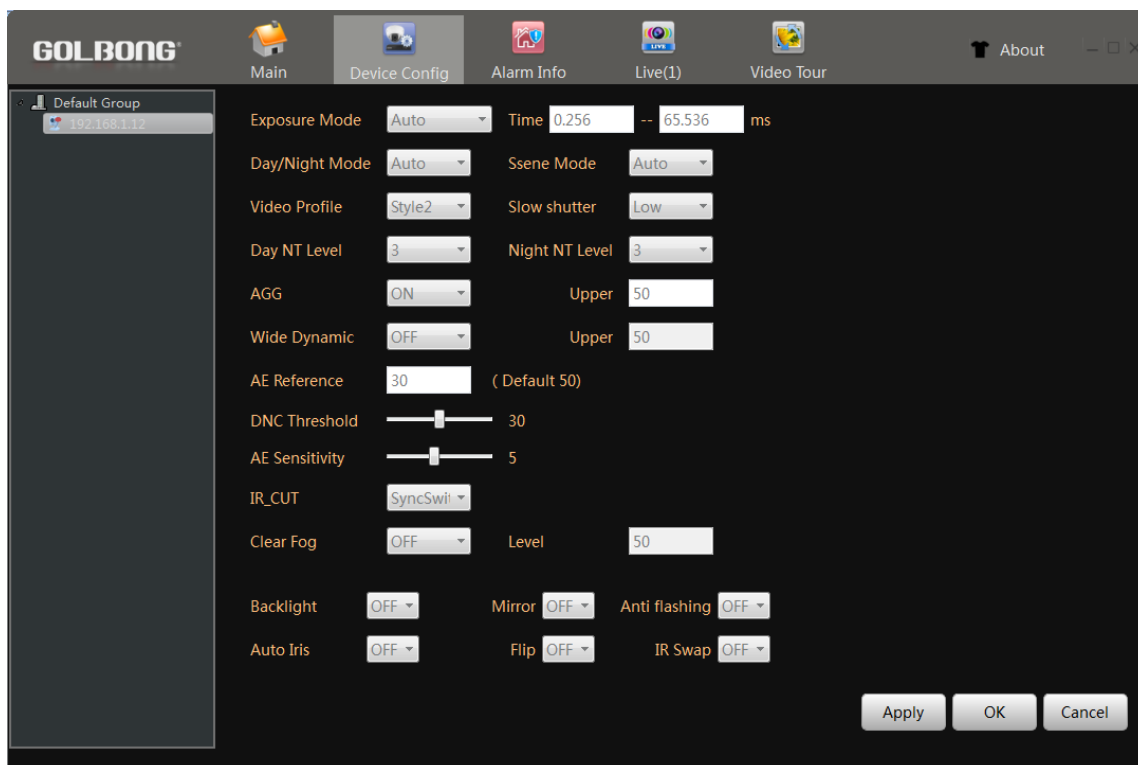 GOLBONG
Main
Device Config
Alarm Info
LIVE
Live(1)
Video Tour
About
Default Group
192.168.1.12
Exposure Mode Auto Time 0.256 -- 65.536 ms
Day/Night Mode Auto Ssene Mode Auto
Video Profile Style2 Slow shutter Low
Day NT Level 3 Night NT Level 3
AGG ON Upper 50
Wide Dynamic OFF Upper 50
AE Reference 30 ( Default 50)
DNC Threshold 30
AE Sensitivity 5
IR_CUT SyncSwit
Clear Fog OFF Level 50
Backlight OFF Mirror OFF Anti flashing OFF
Auto Iris OFF Flip OFF IR Swap OFF
Apply OK Cancel